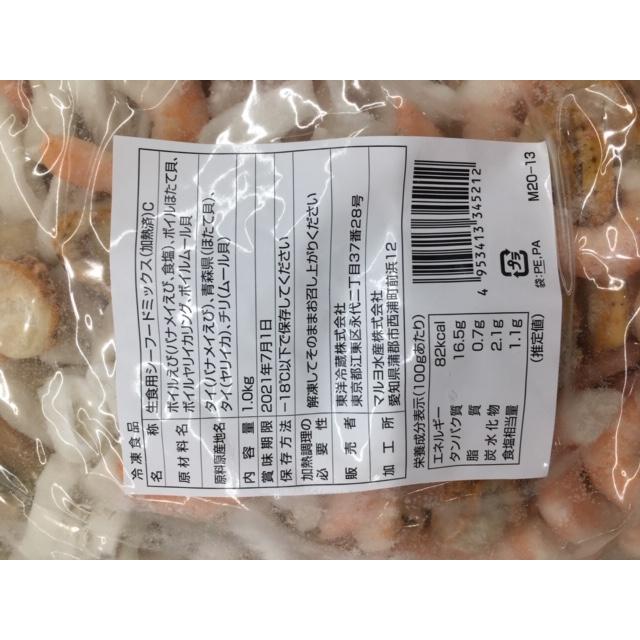 冷凍食品
名称 生食用シーフードミックス(加熱済)C
原材料名 ボイルえび(バナメイえび、食塩)、ボイルほたて貝、
ボイルヤリイカリング、ボイルムール貝
原料原産地名 タイ(バナメイえび)、青森県(ほたて貝)、
タイ(ヤリイカ)、チリ(ムール貝)
内容量 1.0kg
賞味期限 2021年7月1日
保存方法 -18℃以下で保存してください
加熱調理の
必要性 解凍してそのままお召し上がりください
販売者 東洋冷蔵株式会社
東京都江東区永代二丁目37番28号
加工所 マルヨ水産株式会社
愛知県蒲郡市西浦町前浜12
栄養成分表示(100gあたり)
エネルギー 82kcal
タンパク質 16.5g
脂質 0.7g
炭水化物 2.1g
食塩相当量 1.1g
(推定値)
4 953413 345212
プラ
袋:PE,PA
M20-13